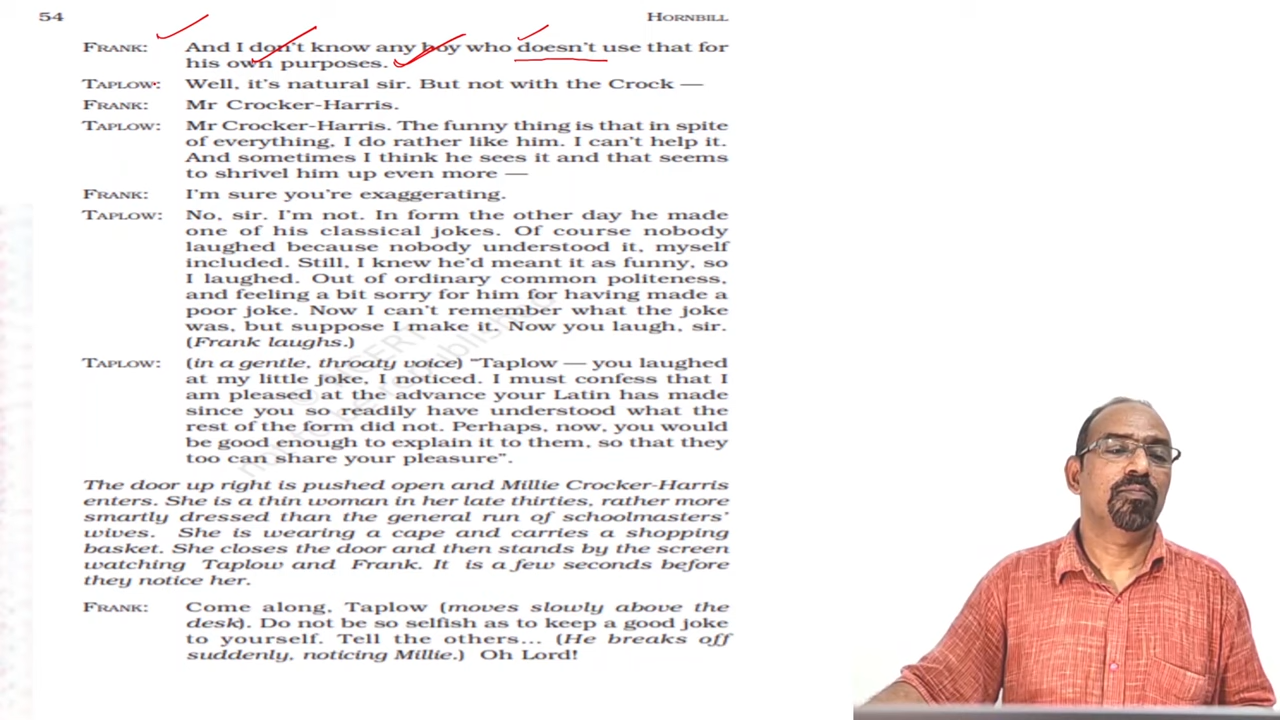 54 HORNBILL
FRANK: And I don't know any boy who doesn't use that for
his own purposes.
TAPLOW: Well, it's natural sir. But not with the Crock —
FRANK: Mr Crocker-Harris.
TAPLOW: Mr Crocker-Harris. The funny thing is that in spite
of everything, I do rather like him. I can't help it.
And sometimes I think he sees it and that seems
to shrivel him up even more —
FRANK: I'm sure you're exaggerating.
TAPLOW: No, sir. I'm not. In form the other day he made
one of his classical jokes. Of course nobody
laughed because nobody understood it, myself
included. Still, I knew he'd meant it as funny, so
I laughed. Out of ordinary common politeness,
and feeling a bit sorry for him for having made a
poor joke. Now I can't remember what the joke
was, but suppose I make it. Now you laugh, sir.
(Frank laughs.)
TAPLOW: (in a gentle, throaty voice) “Taplow — you laughed
at my little joke, I noticed. I must confess that I
am pleased at the advance your Latin has made
since you so readily have understood what the
rest of the form did not. Perhaps, now, you would
be good enough to explain it to them, so that they
too can share your pleasure”.
The door up right is pushed open and Millie Crocker-Harris
enters. She is a thin woman in her late thirties, rather more
smartly dressed than the general run of schoolmasters'
wives. She is wearing a cape and carries a shopping
basket. She closes the door and then stands by the screen
watching Taplow and Frank. It is a few seconds before
they notice her.
FRANK: Come along, Taplow (moves slowly above the
desk). Do not be so selfish as to keep a good joke
to yourself. Tell the others... (He breaks off
suddenly, noticing Millie.) Oh Lord!